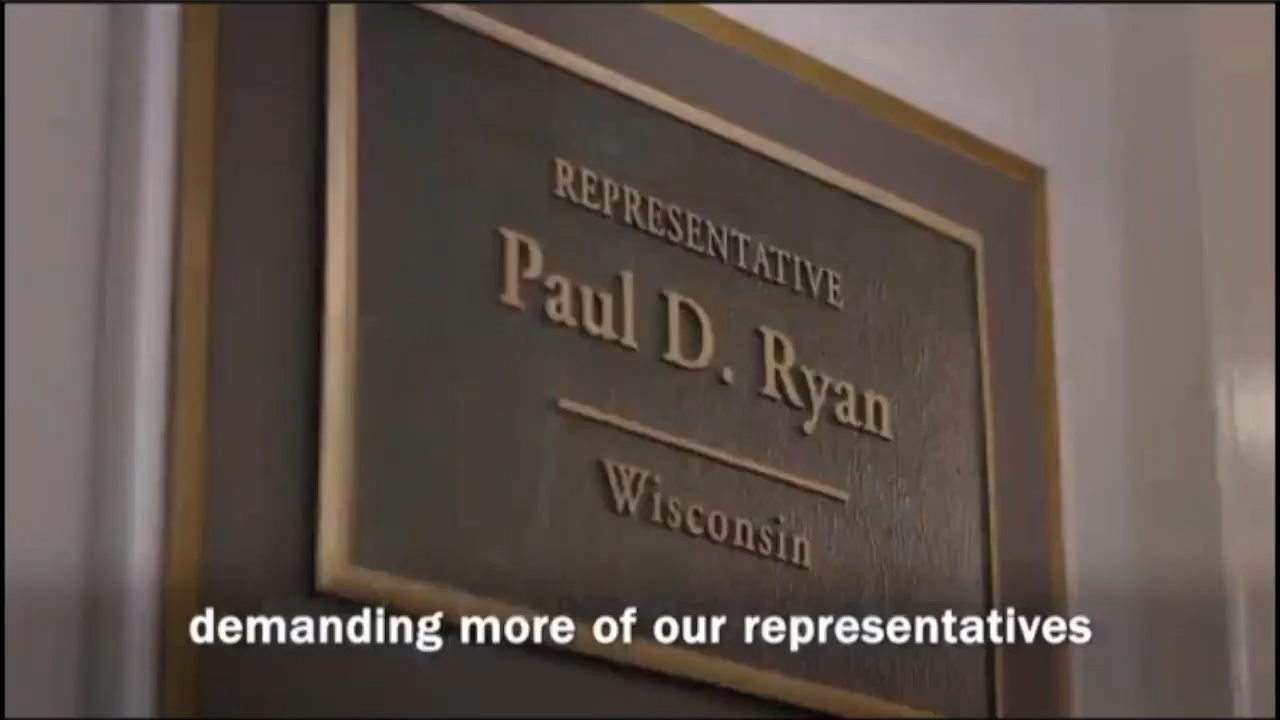 REPRESENTATIVE
Paul D. Ryan
Wisconsin
demanding more of our representatives